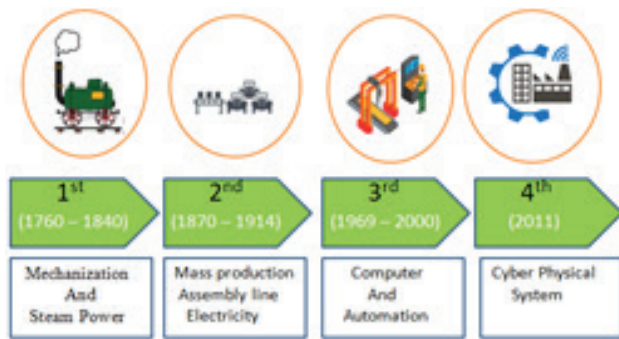 1st
(1760 – 1840)
2nd
(1870 – 1914)
3rd
(1969 – 2000)
4th
(2011)
Mechanization
And
Steam Power
Mass production
Assembly line
Electricity
Computer
And
Automation
Cyber Physical
System